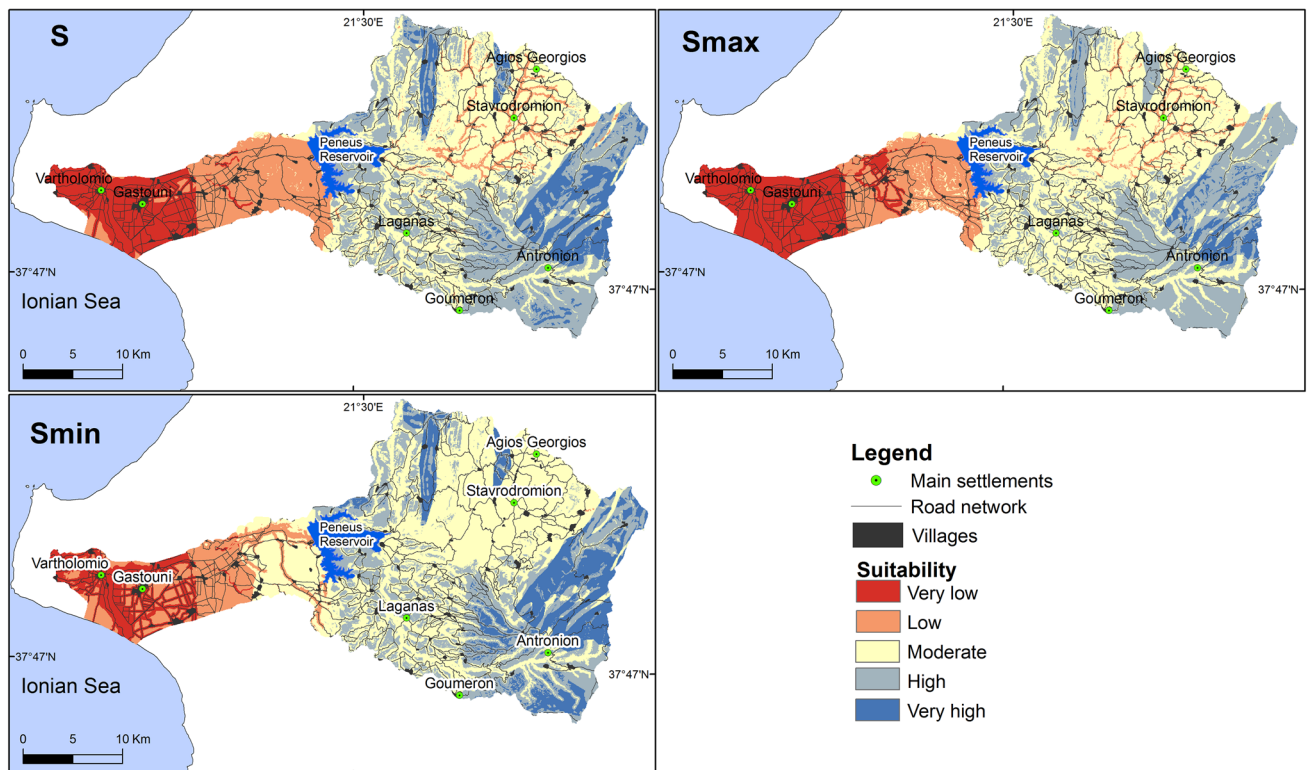 S
21°30'E
Agios Georgios
Stavrodromion
Peneus
Reservoir
Vartholomio
Gastouni
Laganas
Antronion
Goumeron
37°47'N
37°47'N
Ionian Sea
0 5 10 Km
Smax
21°30'E
Agios Georgios
Stavrodromion
Peneus
Reservoir
Vartholomio
Gastouni
Laganas
Antronion
Goumeron
37°47'N
37°47'N
Ionian Sea
0 5 10 Km
Smin
21°30'E
Agios Georgios
Stavrodromion
Peneus
Reservoir
Vartholomio
Gastouni
Laganas
Antronion
Goumeron
37°47'N
37°47'N
Ionian Sea
0 5 10 Km
Legend
Main settlements
Road network
Villages
Suitability
Very low
Low
Moderate
High
Very high